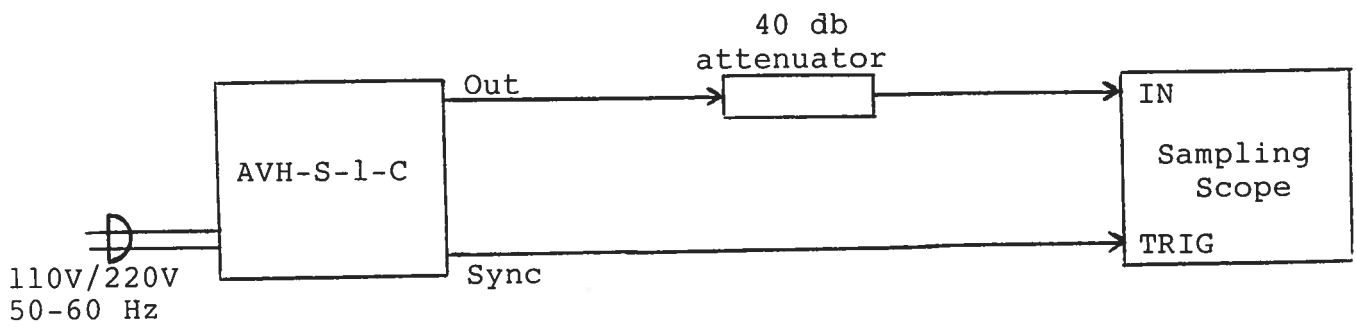 40 db
attenuator
Out
IN
AVH-S-1-C
Sampling
Scope
TRIG
Sync
110V/220V
50-60 Hz